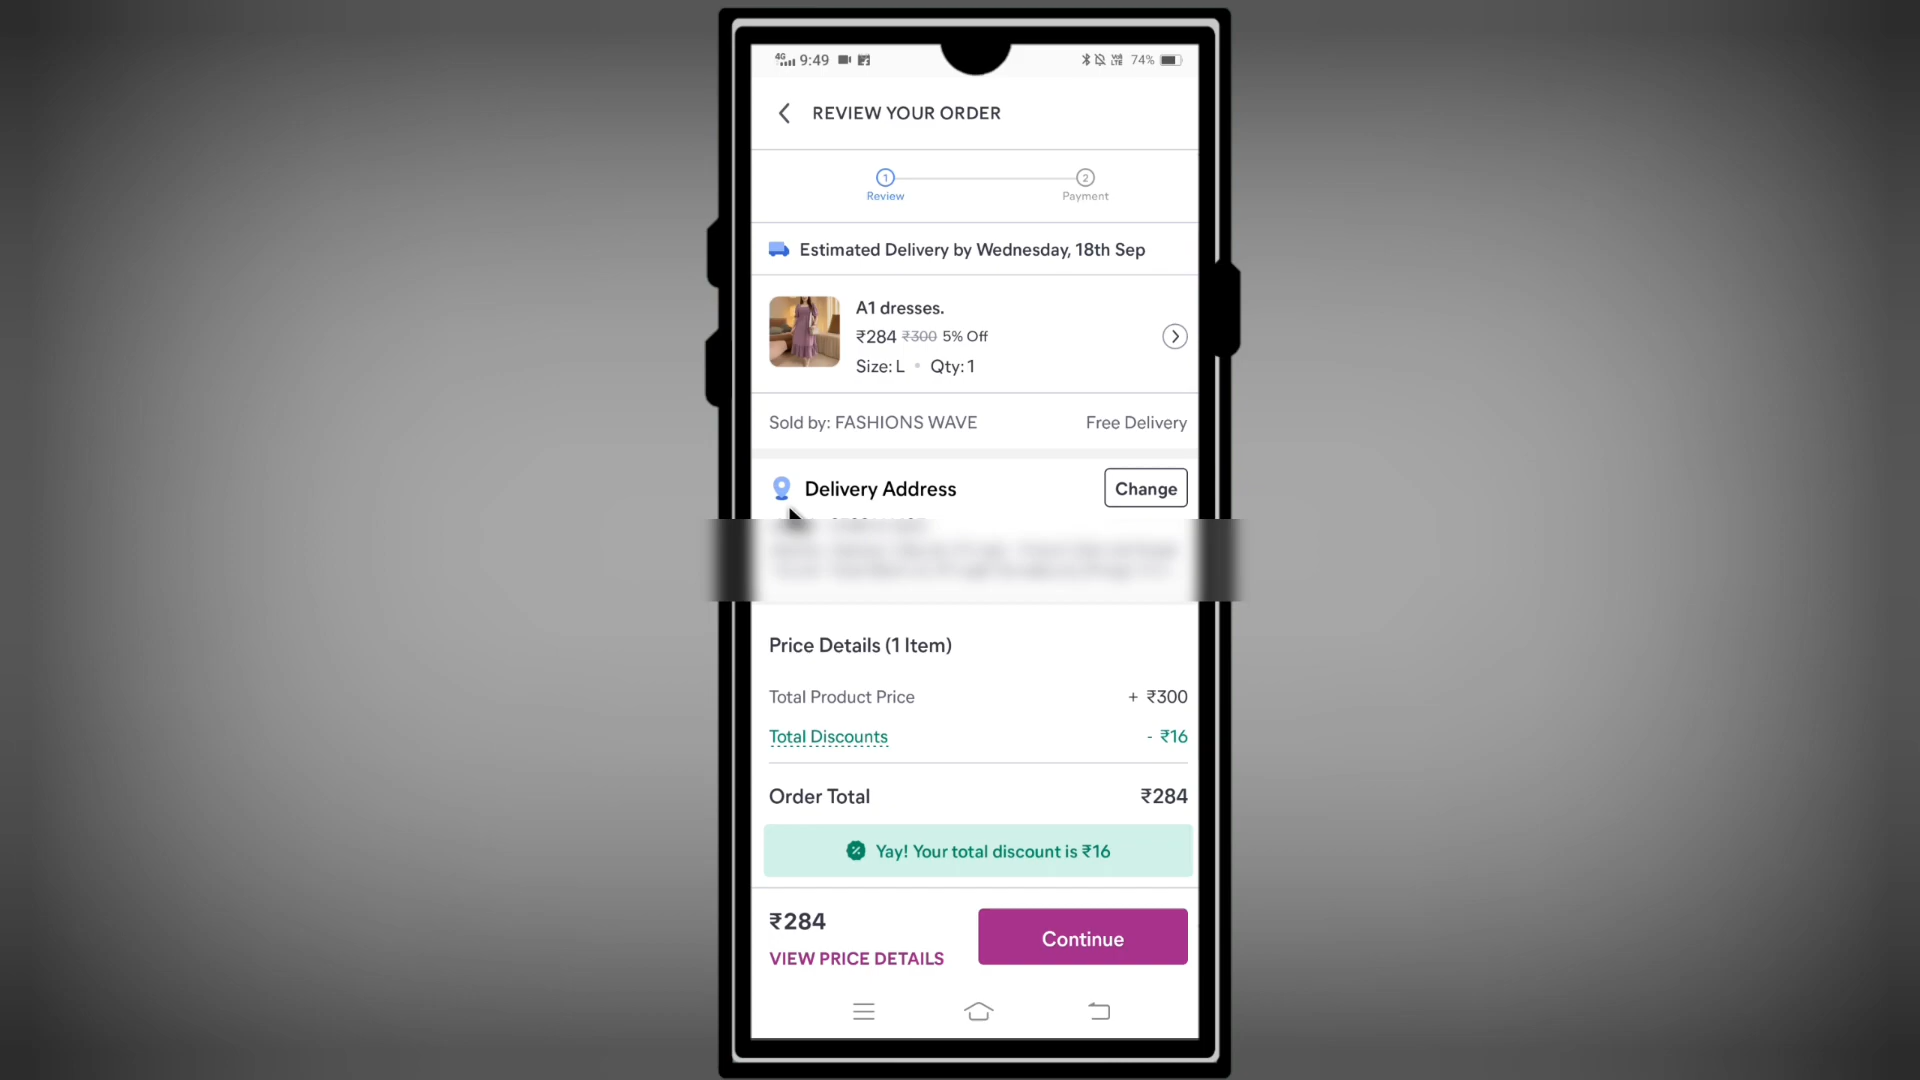 4G 9:49 Vo) LTE 74%
REVIEW YOUR ORDER
1 2
Review Payment
Estimated Delivery by Wednesday, 18th Sep
A1 dresses.
₹284 ₹300 5% Off
Size: L • Qty: 1
Sold by: FASHIONS WAVE Free Delivery
Delivery Address Change
Price Details (1 Item)
Total Product Price + ₹300
Total Discounts - ₹16
Order Total ₹284
Yay! Your total discount is ₹16
₹284
VIEW PRICE DETAILS
Continue